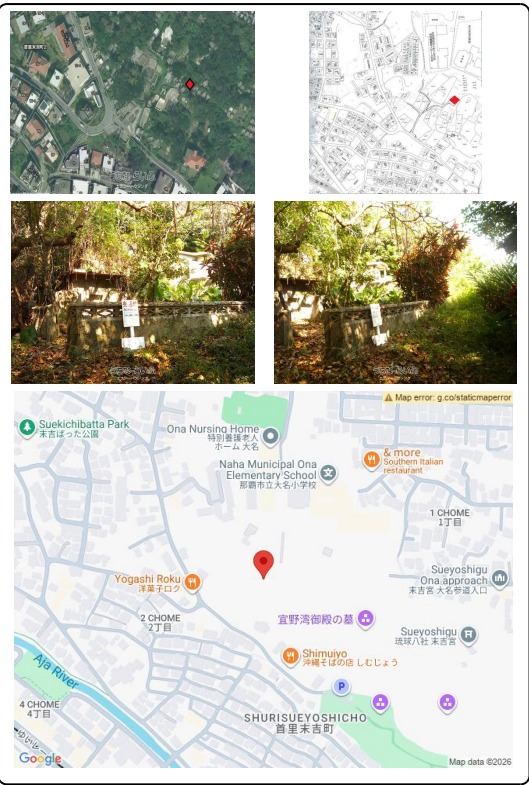 Map error: g.co/staticmaperror
Suekichibatta Park
末吉ばった公園
Ona Nursing Home
特別養護老人
ホーム 大名
Naha Municipal Ona
Elementary School
那覇市立大名小学校
& more
Southern Italian
restaurant
1 CHOME
1丁目
Sueyoshigu
Ona approach
末吉宮 大名参道入口
Yogashi Roku
洋菓子ロク
2 CHOME
2丁目
宜野湾御殿の墓
Sueyoshigu
琉球八社 末吉宮
Shimuijyo
沖縄そばの店 しむじょう
Aja River
P
4 CHOME
4丁目
SHURISUEYOSHICHO
首里末吉町
ゆいレール
Google
Map data ©2026